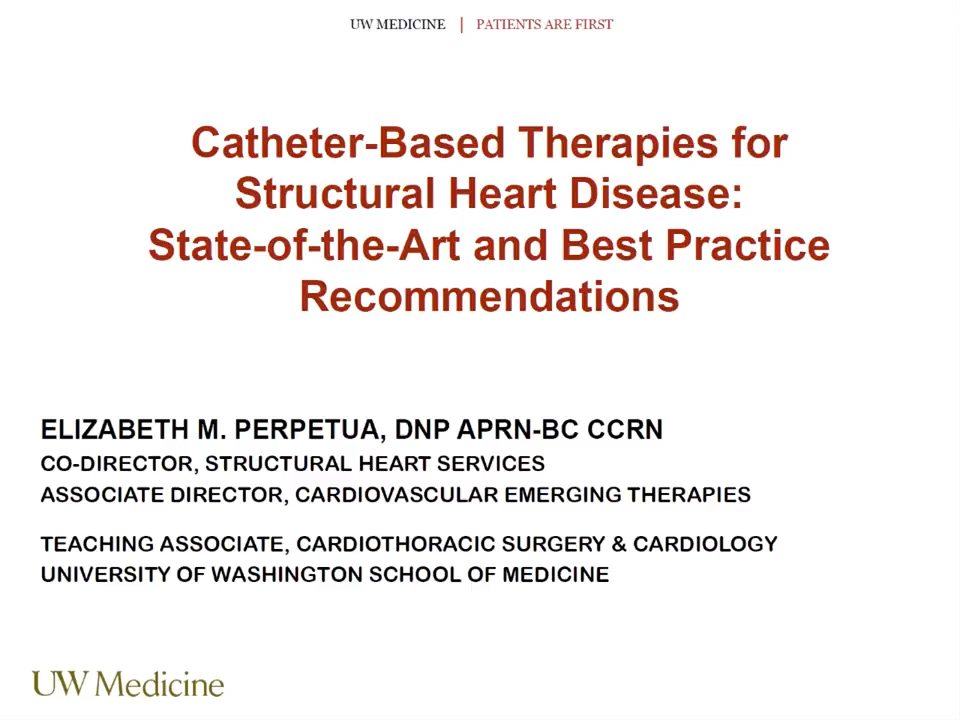 UW MEDICINE | PATIENTS ARE FIRST
Catheter-Based Therapies for
Structural Heart Disease:
State-of-the-Art and Best Practice
Recommendations
ELIZABETH M. PERPETUA, DNP APRN-BC CCRN
CO-DIRECTOR, STRUCTURAL HEART SERVICES
ASSOCIATE DIRECTOR, CARDIOVASCULAR EMERGING THERAPIES
TEACHING ASSOCIATE, CARDIOTHORACIC SURGERY & CARDIOLOGY
UNIVERSITY OF WASHINGTON SCHOOL OF MEDICINE
UW Medicine